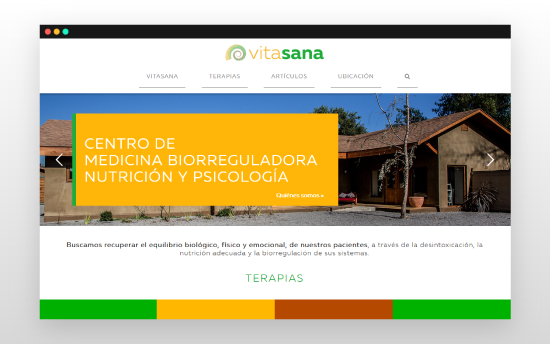 vitasana
VITASANA TERAPIAS ARTÍCULOS UBICACIÓN
CENTRO DE
MEDICINA BIORREGULADORA
NUTRICIÓN Y PSICOLOGÍA
Quiénes somos »
Buscamos recuperar el equilibrio biológico, físico y emocional, de nuestros pacientes, a través de la desintoxicación, la
nutrición adecuada y la biorregulación de sus sistemas.
TERAPIAS